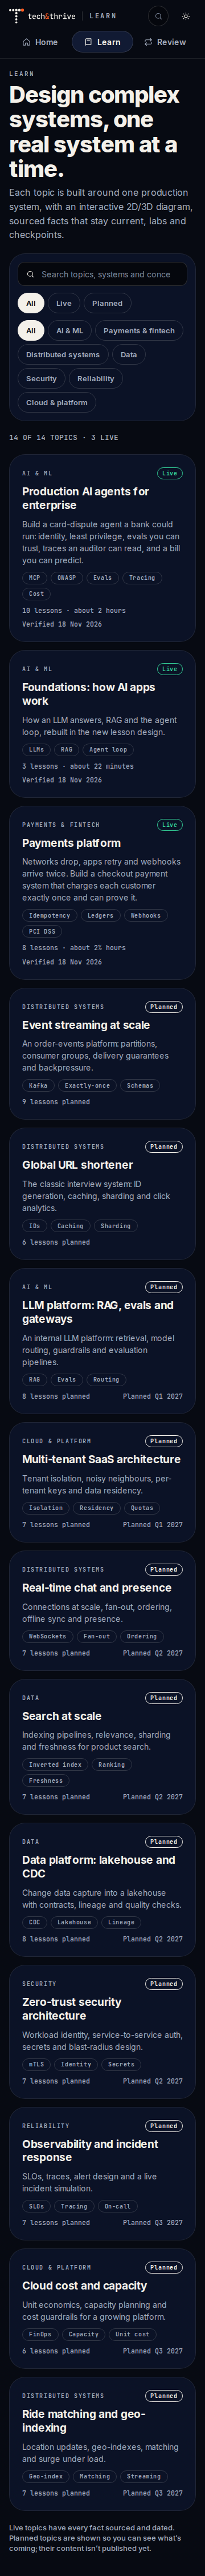 tech&thrive LEARN
Home Learn Review
LEARN
Design complex
systems, one
real system at a
time.
Each topic is built around one production
system, with an interactive 2D/3D diagram,
sourced facts that stay current, labs and
checkpoints.
Search topics, systems and conce
All Live Planned
All AI & ML Payments & fintech
Distributed systems Data
Security Reliability
Cloud & platform
14 OF 14 TOPICS · 3 LIVE
AI & ML Live
Production AI agents for
enterprise
Build a card-dispute agent a bank could
run: identity, least privilege, evals you can
trust, traces an auditor can read, and a bill
you can predict.
MCP OWASP Evals Tracing
Cost
10 lessons · about 2 hours
Verified 18 Nov 2026
AI & ML Live
Foundations: how AI apps
work
How an LLM answers, RAG and the agent
loop, rebuilt in the new lesson design.
LLMs RAG Agent loop
3 lessons · about 22 minutes
Verified 18 Nov 2026
PAYMENTS & FINTECH Live
Payments platform
Networks drop, apps retry and webhooks
arrive twice. Build a checkout payment
system that charges each customer
exactly once and can prove it.
Idempotency Ledgers Webhooks
PCI DSS
8 lessons · about 2½ hours
Verified 18 Nov 2026
DISTRIBUTED SYSTEMS Planned
Event streaming at scale
An order-events platform: partitions,
consumer groups, delivery guarantees
and backpressure.
Kafka Exactly-once Schemas
9 lessons planned
DISTRIBUTED SYSTEMS Planned
Global URL shortener
The classic interview system: ID
generation, caching, sharding and click
analytics.
IDs Caching Sharding
6 lessons planned
AI & ML Planned
LLM platform: RAG, evals and
gateways
An internal LLM platform: retrieval, model
routing, guardrails and evaluation
pipelines.
RAG Evals Routing
8 lessons planned Planned Q1 2027
CLOUD & PLATFORM Planned
Multi-tenant SaaS architecture
Tenant isolation, noisy neighbours, per-
tenant keys and data residency.
Isolation Residency Quotas
7 lessons planned Planned Q1 2027
DISTRIBUTED SYSTEMS Planned
Real-time chat and presence
Connections at scale, fan-out, ordering,
offline sync and presence.
WebSockets Fan-out Ordering
7 lessons planned Planned Q2 2027
DATA Planned
Search at scale
Indexing pipelines, relevance, sharding
and freshness for product search.
Inverted index Ranking
Freshness
7 lessons planned Planned Q2 2027
DATA Planned
Data platform: lakehouse and
CDC
Change data capture into a lakehouse
with contracts, lineage and quality checks.
CDC Lakehouse Lineage
8 lessons planned Planned Q2 2027
SECURITY Planned
Zero-trust security
architecture
Workload identity, service-to-service auth,
secrets and blast-radius design.
mTLS Identity Secrets
7 lessons planned Planned Q2 2027
RELIABILITY Planned
Observability and incident
response
SLOs, traces, alert design and a live
incident simulation.
SLOs Tracing On-call
7 lessons planned Planned Q3 2027
CLOUD & PLATFORM Planned
Cloud cost and capacity
Unit economics, capacity planning and
cost guardrails for a growing platform.
FinOps Capacity Unit cost
6 lessons planned Planned Q3 2027
DISTRIBUTED SYSTEMS Planned
Ride matching and geo-
indexing
Location updates, geo-indexes, matching
and surge under load.
Geo-index Matching Streaming
7 lessons planned Planned Q3 2027
Live topics have every fact sourced and dated.
Planned topics are shown so you can see what's
coming; their content isn't published yet.